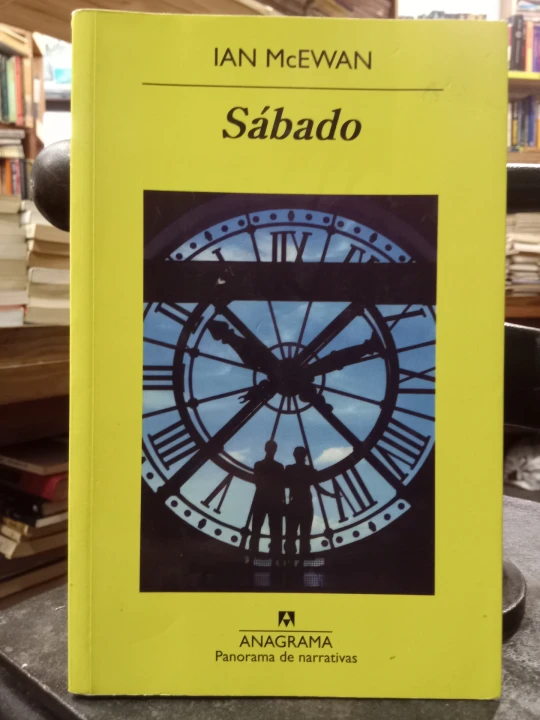 IAN McEWAN
Sábado
ANAGRAMA
Panorama de narrativas